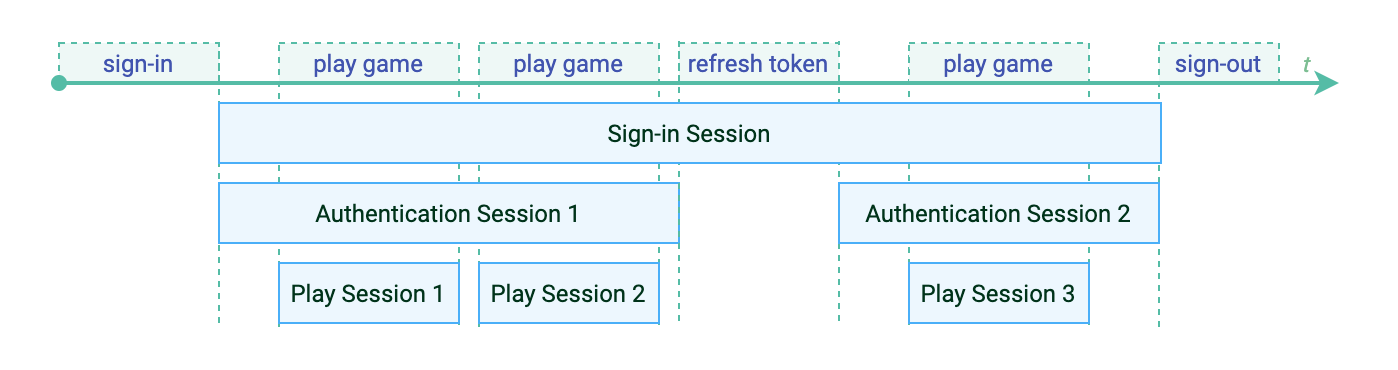 sign-in
play game
play game
refresh token
play game
sign-out
t
Sign-in Session
Authentication Session 1
Authentication Session 2
Play Session 1
Play Session 2
Play Session 3